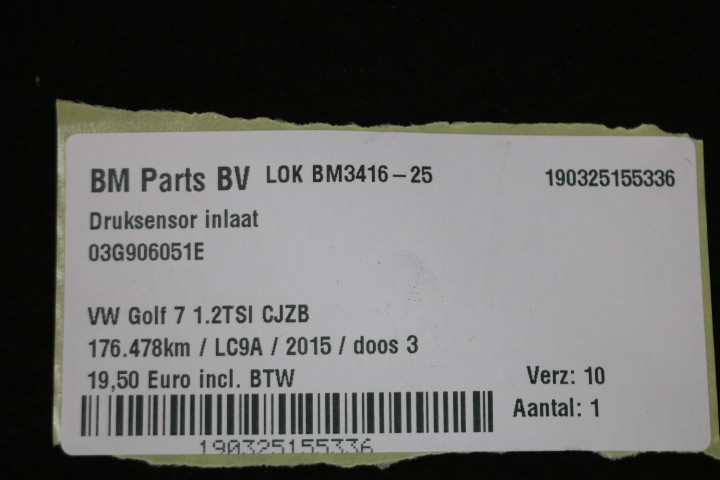 BM Parts BV LOK BM3416-25 190325155336
Druksensor inlaat
03G906051E
VW Golf 7 1.2TSI CJZB
176.478km / LC9A / 2015 / doos 3
19,50 Euro incl. BTW Verz: 10
Aantal: 1
190325155336